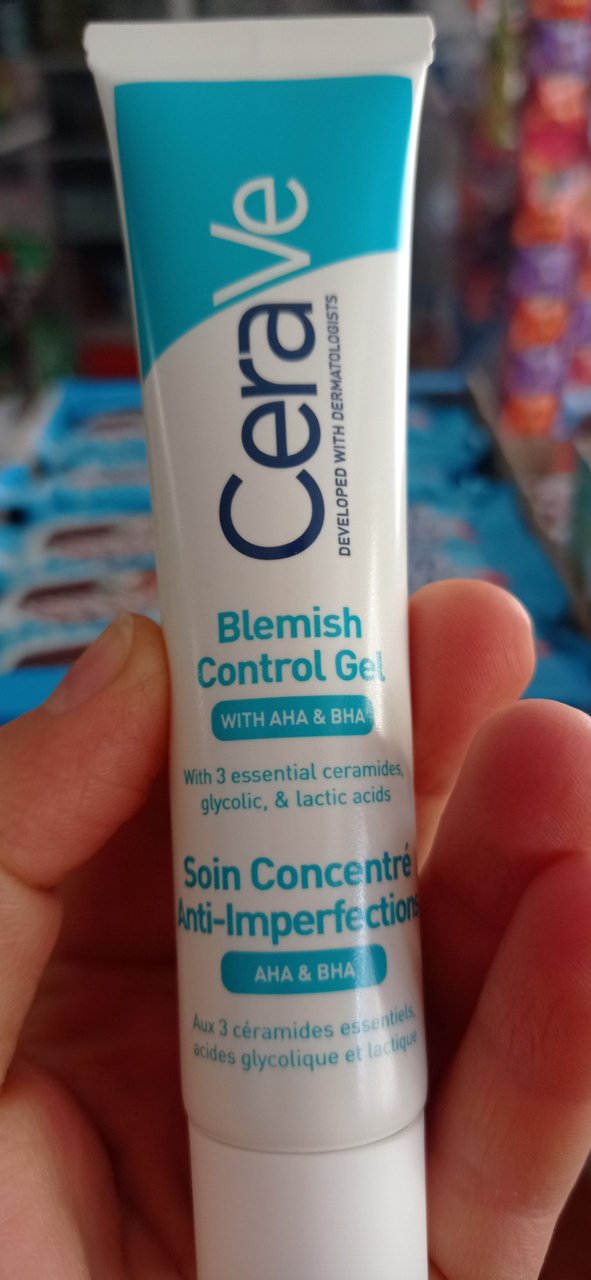 CeraVe
DEVELOPED WITH DERMATOLOGISTS
Blemish
Control Gel
WITH AHA & BHA
With 3 essential ceramides,
glycolic, & lactic acids
Soin Concentré
Anti-Imperfections
AHA & BHA
Aux 3 céramides essentiels,
acides glycolique et lactique